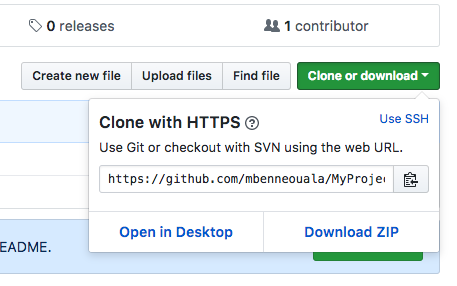 0 releases
1 contributor
Create new file
Upload files
Find file
Clone or download
Clone with HTTPS
Use SSH
Use Git or checkout with SVN using the web URL.
https://github.com/mbenneouala/MyProjec
Open in Desktop
Download ZIP
EADME.